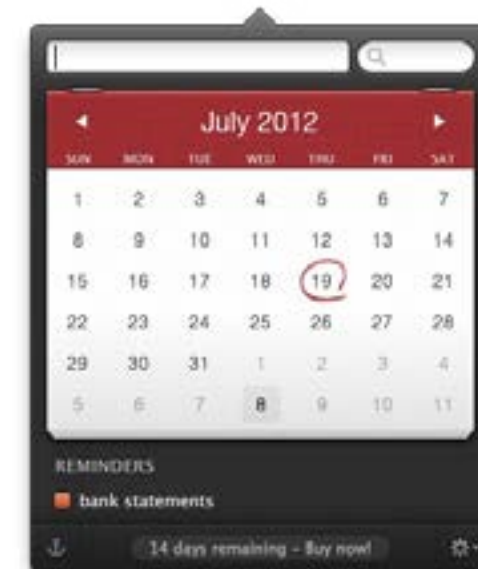 July 2012
SUN MON TUE WED THU FRI SAT
1 2 3 4 5 6 7
8 9 10 11 12 13 14
15 16 17 18 19 20 21
22 23 24 25 26 27 28
29 30 31 1 2 3 4
5 6 7 8 9 10 11
REMINDERS
bank statements
14 days remaining - Buy now!